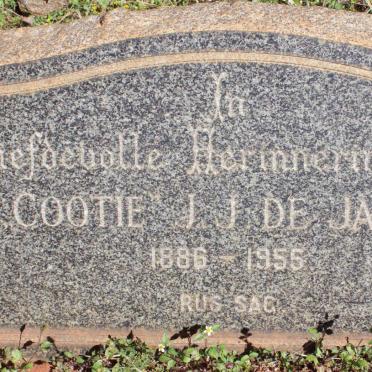 In
iefdevolle Herinnerin
"COOTIE" J. J. DE JA
1886 - 1955
RUS SAG